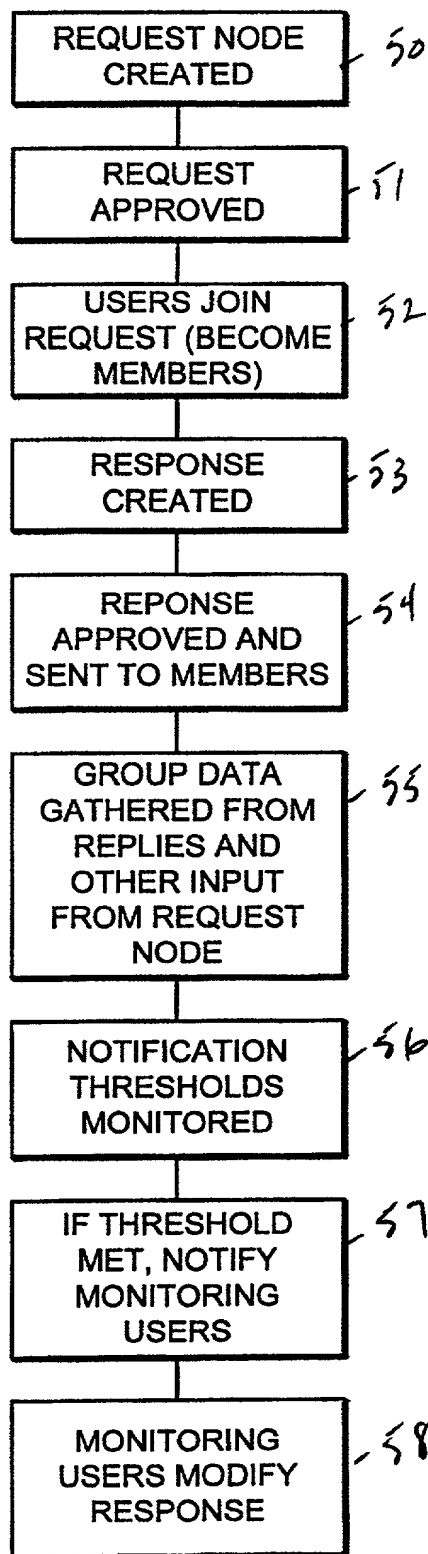 REQUEST NODE
CREATED
50
REQUEST
APPROVED
51
USERS JOIN
REQUEST (BECOME
MEMBERS)
52
RESPONSE
CREATED
53
REPONSE
APPROVED AND
SENT TO MEMBERS
54
GROUP DATA
GATHERED FROM
REPLIES AND
OTHER INPUT
FROM REQUEST
NODE
55
NOTIFICATION
THRESHOLDS
MONITORED
56
IF THRESHOLD
MET, NOTIFY
MONITORING
USERS
57
MONITORING
USERS MODIFY
RESPONSE
58